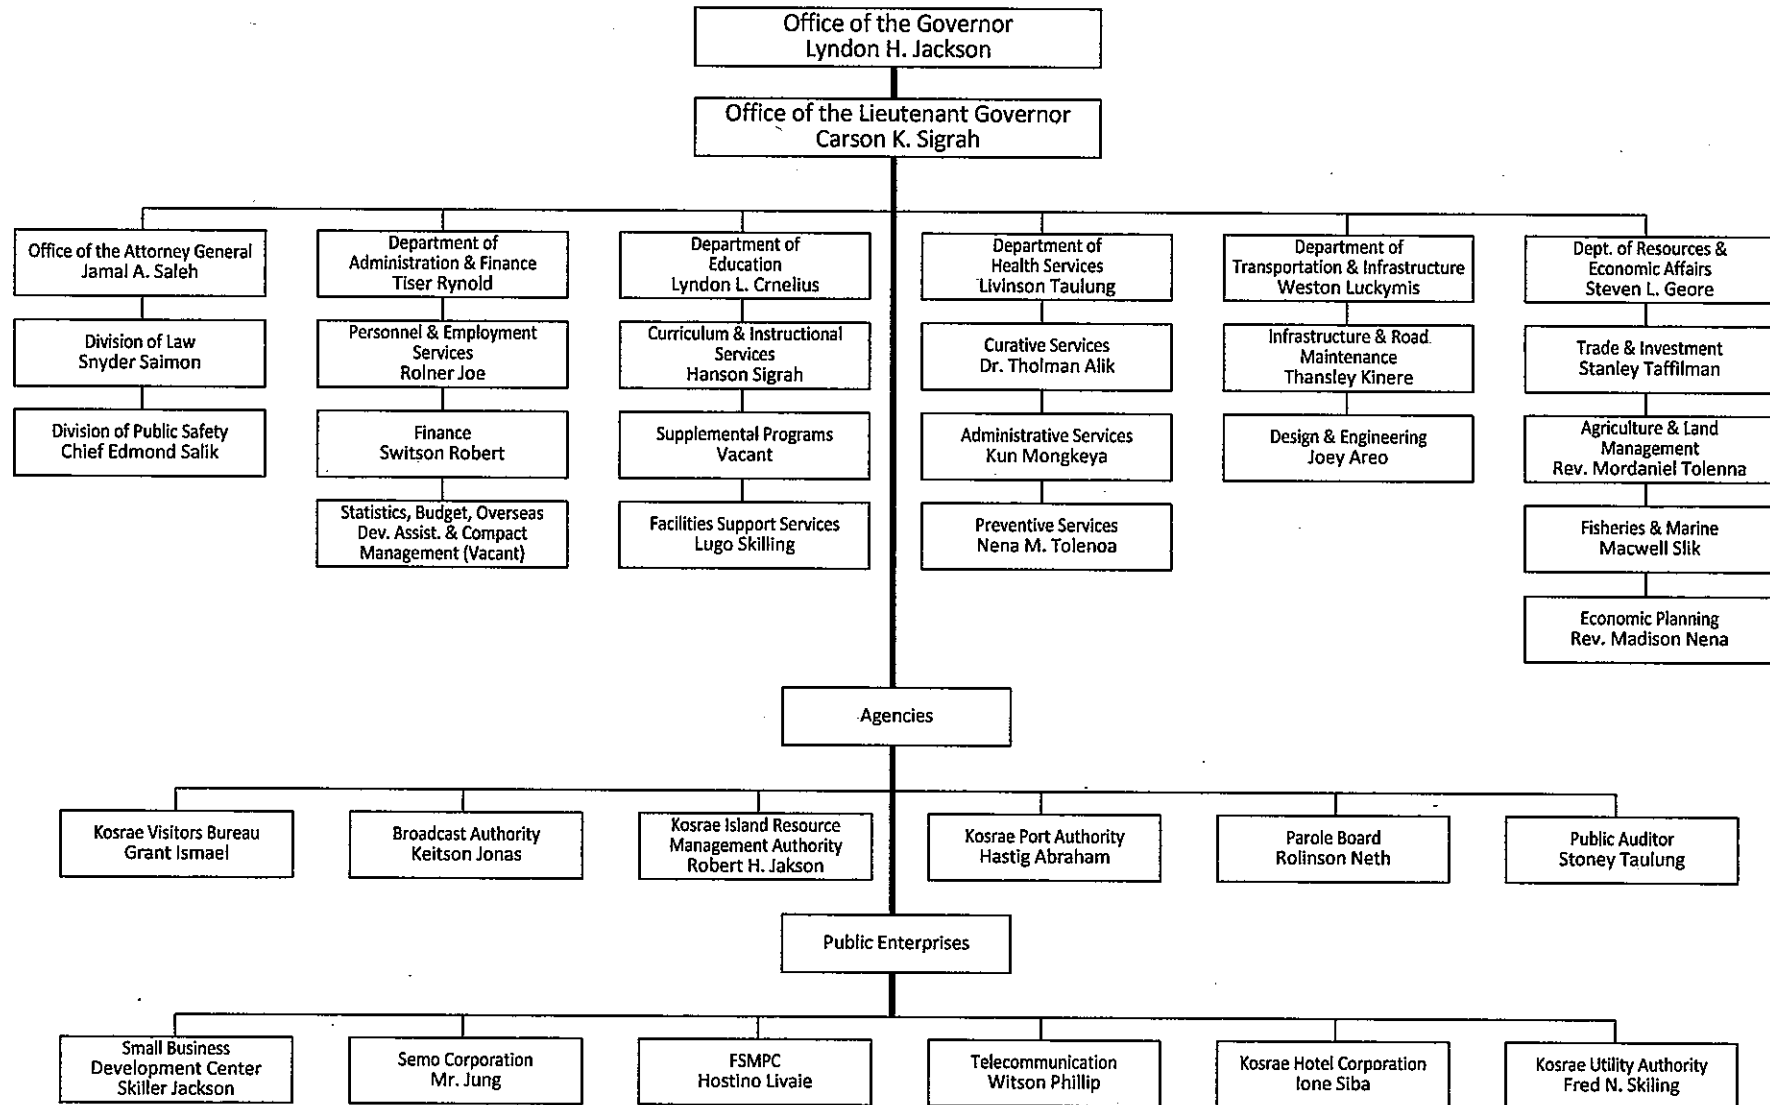 Office of the Governor
Lyndon H. Jackson
Office of the Lieutenant Governor
Carson K. Sigrah
Office of the Attorney General
Jamal A. Saleh
Division of Law
Snyder Saimon
Division of Public Safety
Chief Edmond Salik
Department of
Administration & Finance
Tiser Rynold
Personnel & Employment
Services
Rolner Joe
Finance
Switson Robert
Statistics, Budget, Overseas
Dev. Assist. & Compact
Management (Vacant)
Department of
Education
Lyndon L. Crnelius
Curriculum & Instructional
Services
Hanson Sigrah
Supplemental Programs
Vacant
Facilities Support Services
Lugo Skilling
Department of
Health Services
Livinson Taulung
Curative Services
Dr. Tholman Alik
Administrative Services
Kun Mongkeya
Preventive Services
Nena M. Tolenoa
Department of
Transportation & Infrastructure
Weston Luckymis
Infrastructure & Road
Maintenance
Thansley Kinere
Design & Engineering
Joey Areo
Dept. of Resources &
Economic Affairs
Steven L. Geore
Trade & Investment
Stanley Taffilman
Agriculture & Land
Management
Rev. Mordaniel Tolenna
Fisheries & Marine
Macwell Slik
Economic Planning
Rev. Madison Nena
Agencies
Kosrae Visitors Bureau
Grant Ismael
Broadcast Authority
Keitson Jonas
Kosrae Island Resource
Management Authority
Robert H. Jakson
Kosrae Port Authority
Hastig Abraham
Parole Board
Rolinson Neth
Public Auditor
Stoney Taulung
Public Enterprises
Small Business
Development Center
Skiller Jackson
Semo Corporation
Mr. Jung
FSMPC
Hostino Livaie
Telecommunication
Witson Phillip
Kosrae Hotel Corporation
Ione Siba
Kosrae Utility Authority
Fred N. Skiling